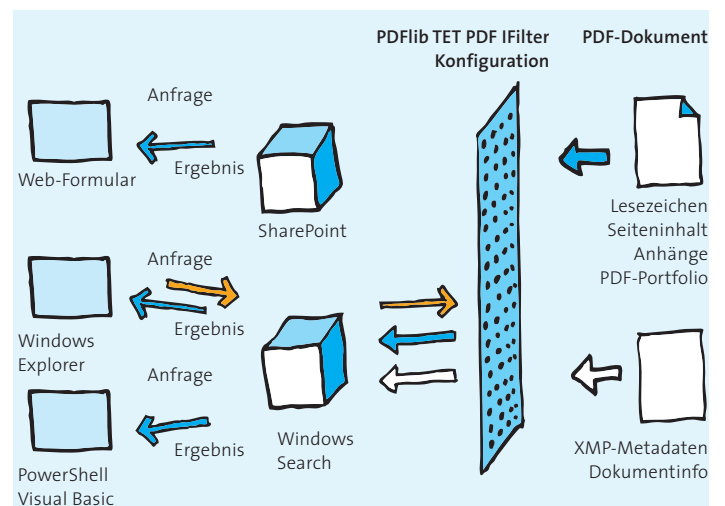 PDFlib TET PDF IFilter
Konfiguration
PDF-Dokument
Anfrage
Ergebnis
Web-Formular
SharePoint
Lesezeichen
Seiteninhalt
Anhänge
PDF-Portfolio
Anfrage
Ergebnis
Windows
Explorer
Anfrage
Ergebnis
Windows
Search
XMP-Metadaten
Dokumentinfo
PowerShell
Visual Basic